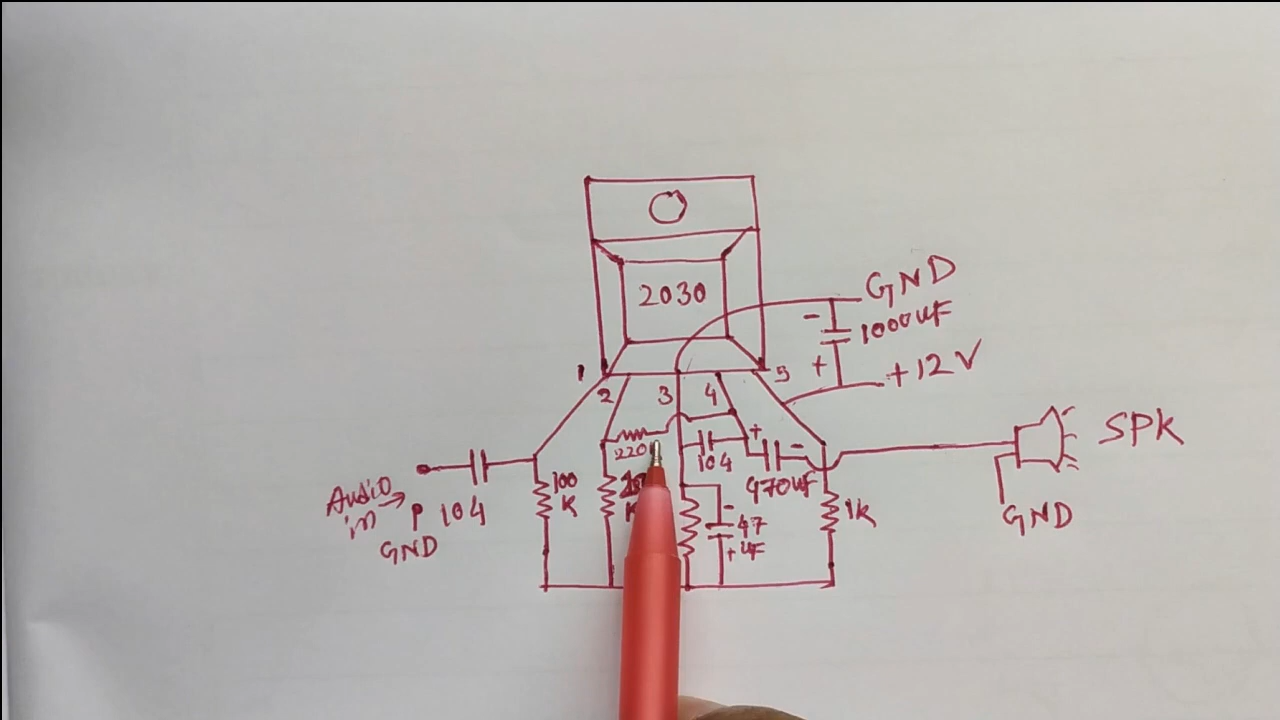 2030
GND
- 1000uF
+
+12V
1 2 3 4 5
220
104
+ -
470uF
SPK
GND
Audio in → P 104
GND
100 K
- 47 uF
+
1k